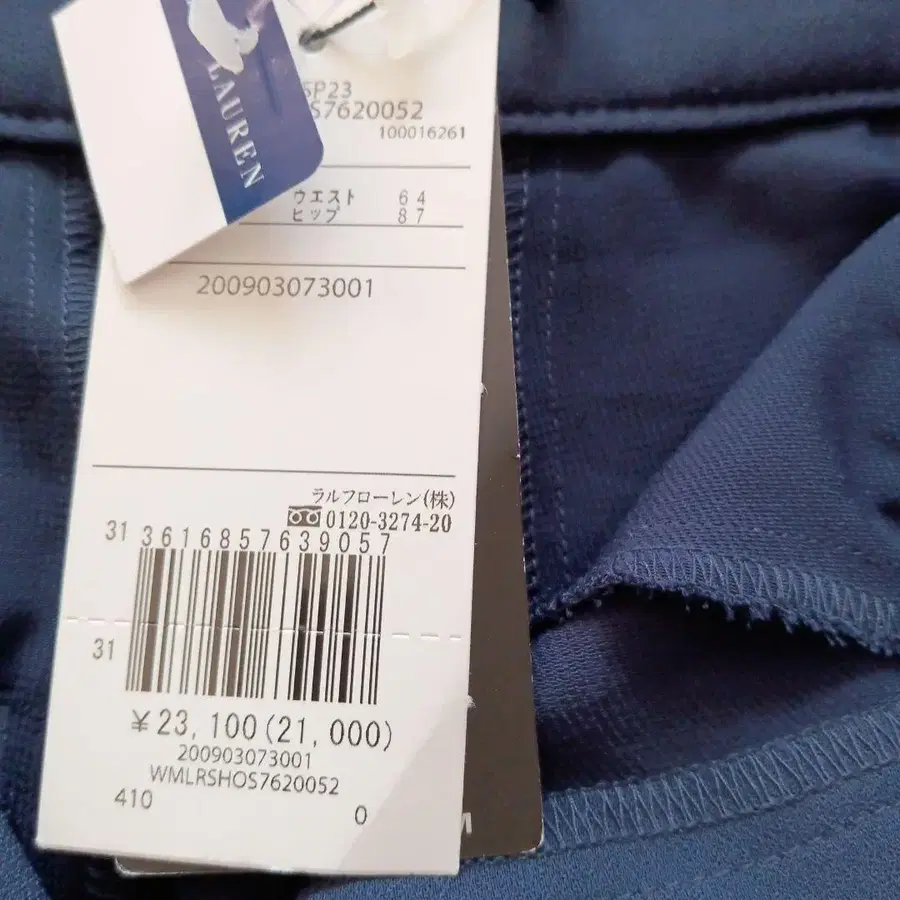 LAUREN
SP23
S7620052
100016261
ウエスト 64
ヒップ 87
200903073001
ラルフローレン(株)
0120-3274-20
31 3616857639057
31
¥23,100(21,000)
200903073001
WMLRSHOS7620052
410 0
M